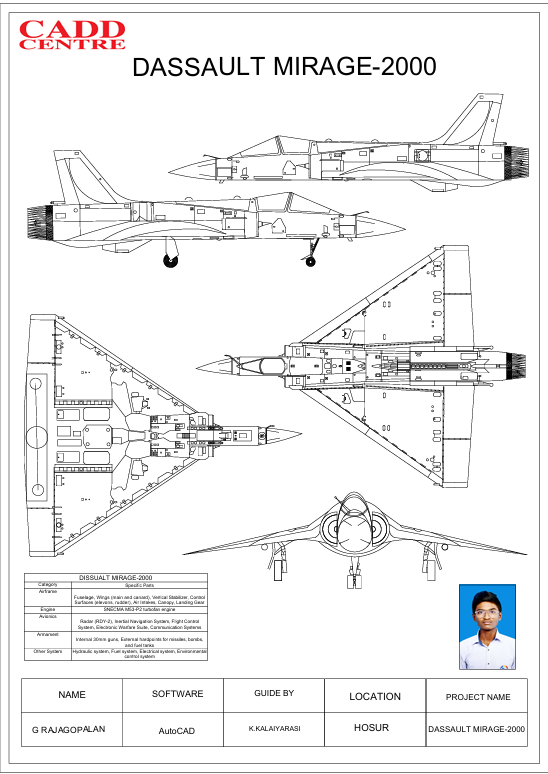 CADD
CENTRE
DASSAULT MIRAGE-2000
DISSUALT MIRAGE-2000
Category Specific Parts
Airframe
Fuselage, Wings (main and canard), Vertical Stabilizer, Control
Surfaces (elevons, rudder), Air Intakes, Canopy, Landing Gear
Engine SNECMA M53-P2 turbofan engine
Avionics
Radar (RDY-2), Inertial Navigation System, Flight Control
System, Electronic Warfare Suite, Communication Systems
Armament
Internal 30mm guns, External hardpoints for missiles, bombs,
and fuel tanks
Other System Hydraulic system, Fuel system, Electrical system, Environmental
control system
NAME SOFTWARE GUIDE BY LOCATION PROJECT NAME
G RAJAGOPALAN AutoCAD K.KALAIYARASI HOSUR DASSAULT MIRAGE-2000